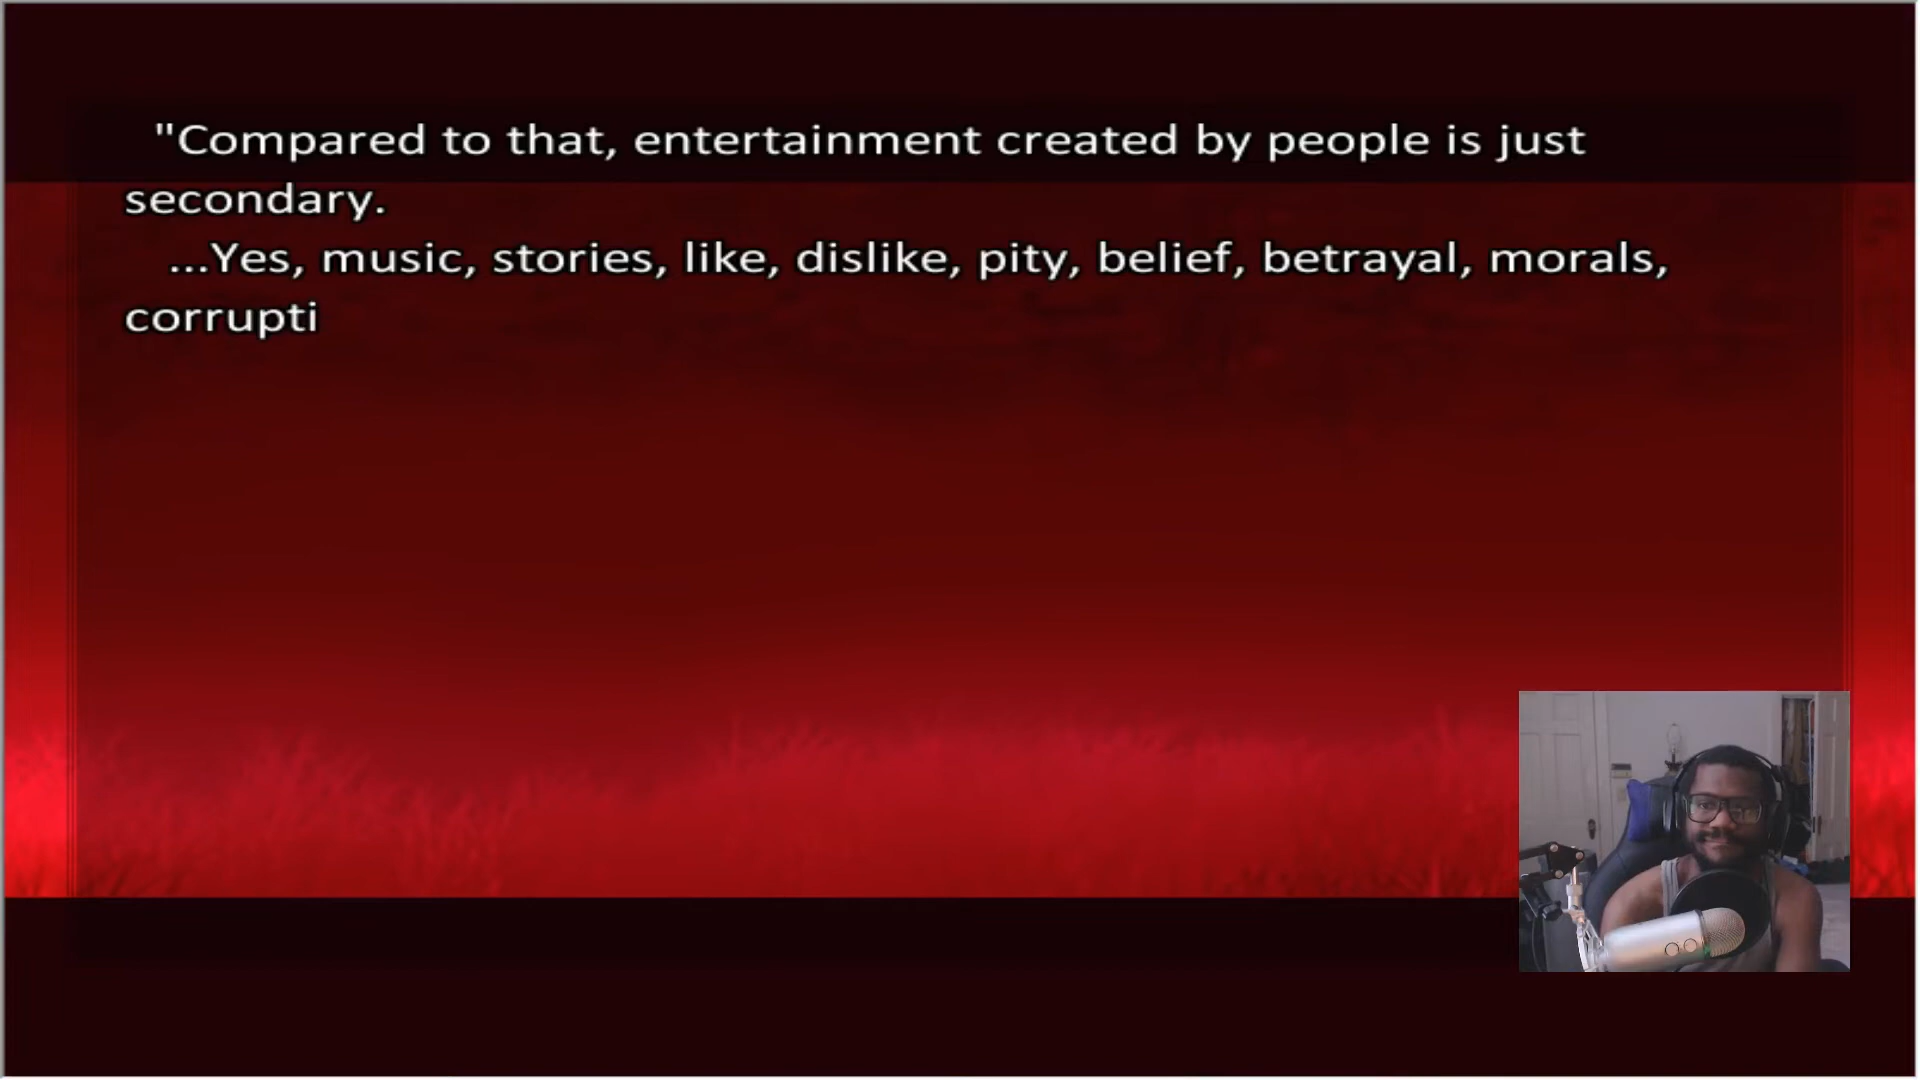 "Compared to that, entertainment created by people is just
secondary.
...Yes, music, stories, like, dislike, pity, belief, betrayal, morals,
corrupti